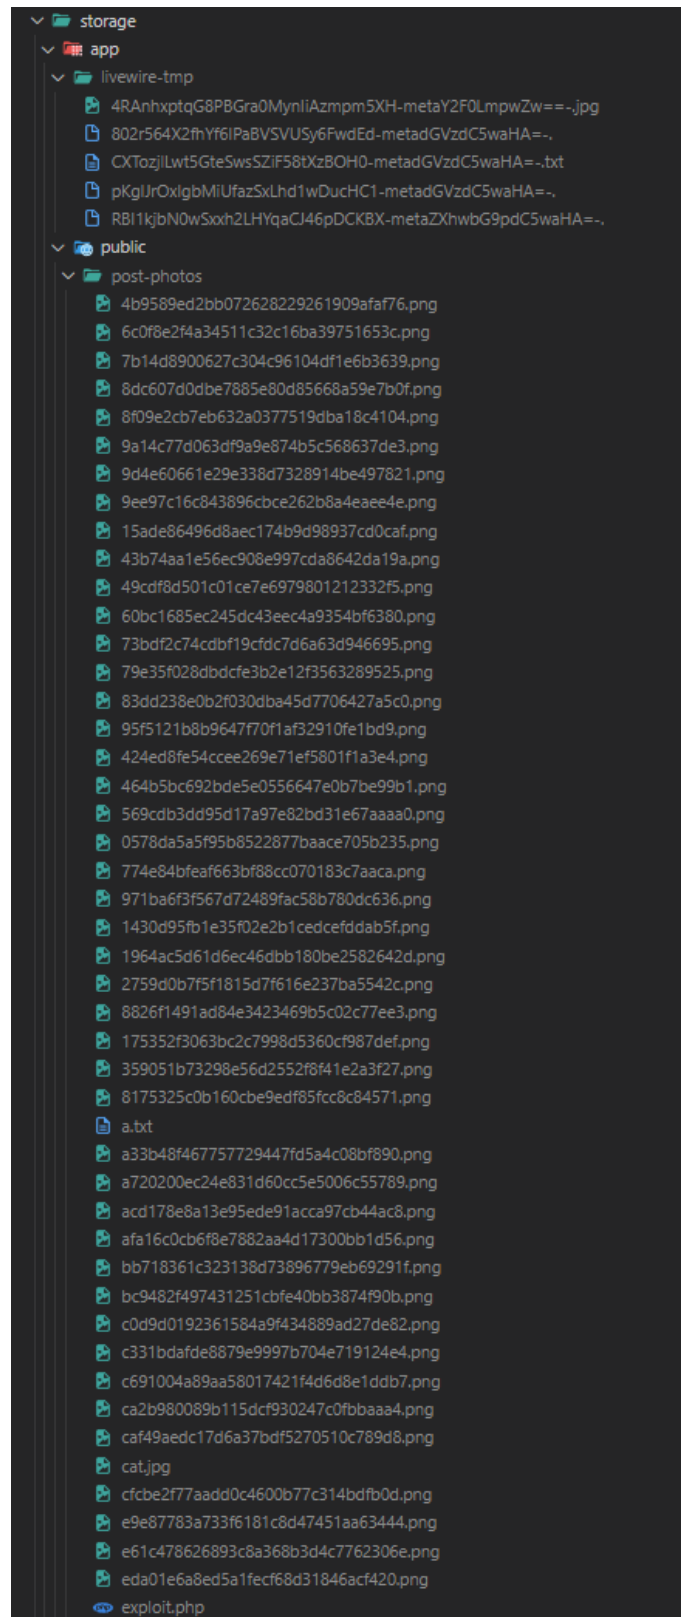 storage
app
livewire-tmp
4RAnhxptqG8PBGra0MynIiAzmpm5XH-metaY2F0LmpwZw==-.jpg
802r564X2fhYf6IPaBVSVUSy6FwdEd-metadGVzdC5waHA=-.
CXTozjILwt5GteSwsSZiF58tXzBOH0-metadGVzdC5waHA=-.txt
pKgIJrOxIgbMiUfazSxLhd1wDucHC1-metadGVzdC5waHA=-.
RBI1kjbN0wSxxh2LHYqaCJ46pDCKBX-metaZXhwbG9pdC5waHA=-.
public
post-photos
4b9589ed2bb072628229261909afaf76.png
6c0f8e2f4a34511c32c16ba39751653c.png
7b14d8900627c304c96104df1e6b3639.png
8dc607d0dbe7885e80d85668a59e7b0f.png
8f09e2cb7eb632a0377519dba18c4104.png
9a14c77d063df9a9e874b5c568637de3.png
9d4e60661e29e338d7328914be497821.png
9ee97c16c843896cbce262b8a4eaee4e.png
15ade86496d8aec174b9d98937cd0caf.png
43b74aa1e56ec908e997cda8642da19a.png
49cdf8d501c01ce7e6979801212332f5.png
60bc1685ec245dc43eec4a9354bf6380.png
73bdf2c74cdbf19cfdc7d6a63d946695.png
79e35f028dbdcfe3b2e12f3563289525.png
83dd238e0b2f030dba45d7706427a5c0.png
95f5121b8b9647f70f1af32910fe1bd9.png
424ed8fe54ccee269e71ef5801f1a3e4.png
464b5bc692bde5e0556647e0b7be99b1.png
569cdb3dd95d17a97e82bd31e67aaaa0.png
0578da5a5f95b8522877baace705b235.png
774e84bfeaf663bf88cc070183c7aaca.png
971ba6f3f567d72489fac58b780dc636.png
1430d95fb1e35f02e2b1cedcefddab5f.png
1964ac5d61d6ec46dbb180be2582642d.png
2759d0b7f5f1815d7f616e237ba5542c.png
8826f1491ad84e3423469b5c02c77ee3.png
175352f3063bc2c7998d5360cf987def.png
359051b73298e56d2552f8f41e2a3f27.png
8175325c0b160cbe9edf85fcc8c84571.png
a.txt
a33b48f467757729447fd5a4c08bf890.png
a720200ec24e831d60cc5e5006c55789.png
acd178e8a13e95ede91acca97cb44ac8.png
afa16c0cb6f8e7882aa4d17300bb1d56.png
bb718361c323138d73896779eb69291f.png
bc9482f497431251cbfe40bb3874f90b.png
c0d9d0192361584a9f434889ad27de82.png
c331bdafde8879e9997b704e719124e4.png
c691004a89aa58017421f4d6d8e1ddb7.png
ca2b980089b115dcf930247c0fbbaaa4.png
caf49aedc17d6a37bdf5270510c789d8.png
cat.jpg
cfcbe2f77aadd0c4600b77c314bdfb0d.png
e9e87783a733f6181c8d47451aa63444.png
e61c478626893c8a368b3d4c7762306e.png
eda01e6a8ed5a1fecf68d31846acf420.png
exploit.php